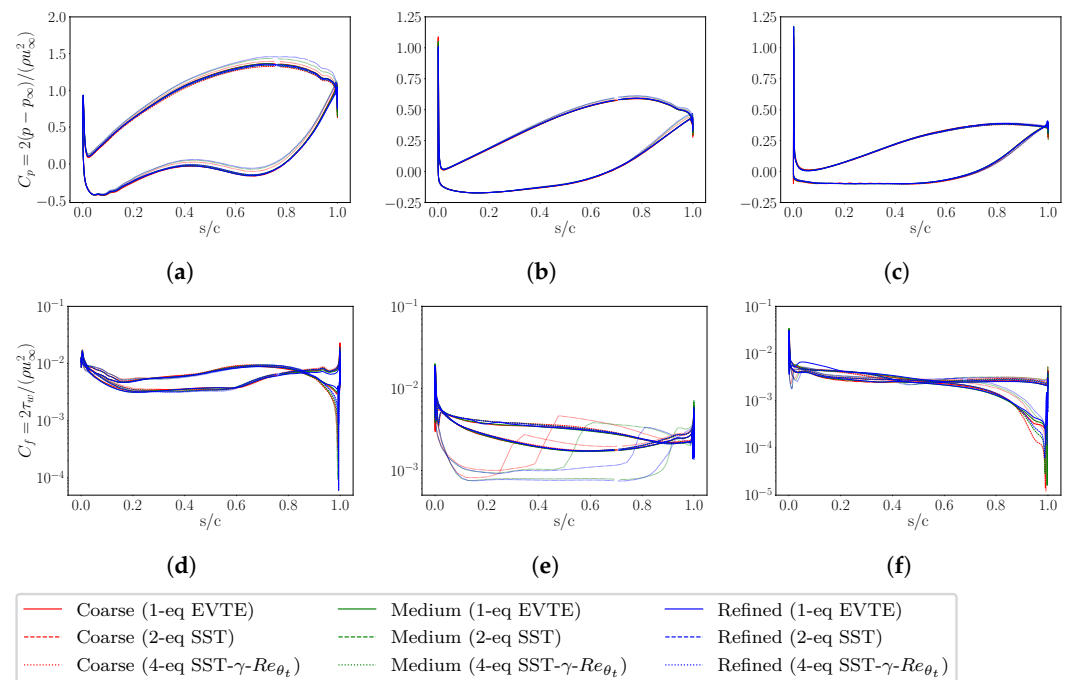 C_p = 2(p − p_∞)/(ρu²_∞)
2.0
1.5
1.0
0.5
0.0
−0.5
0.0 0.2 0.4 0.6 0.8 1.0
s/c
(a)
1.25
1.00
0.75
0.50
0.25
0.00
−0.25
0.0 0.2 0.4 0.6 0.8 1.0
s/c
(b)
1.25
1.00
0.75
0.50
0.25
0.00
−0.25
0.0 0.2 0.4 0.6 0.8 1.0
s/c
(c)
C_f = 2τ_w/(ρu²_∞)
10⁻¹
10⁻²
10⁻³
10⁻⁴
0.0 0.2 0.4 0.6 0.8 1.0
s/c
(d)
10⁻¹
10⁻²
10⁻³
0.0 0.2 0.4 0.6 0.8 1.0
s/c
(e)
10⁻¹
10⁻²
10⁻³
10⁻⁴
10⁻⁵
0.0 0.2 0.4 0.6 0.8 1.0
s/c
(f)
Coarse (1-eq EVTE) Medium (1-eq EVTE) Refined (1-eq EVTE)
Coarse (2-eq SST) Medium (2-eq SST) Refined (2-eq SST)
Coarse (4-eq SST-γ-Re_θ_t) Medium (4-eq SST-γ-Re_θ_t) Refined (4-eq SST-γ-Re_θ_t)